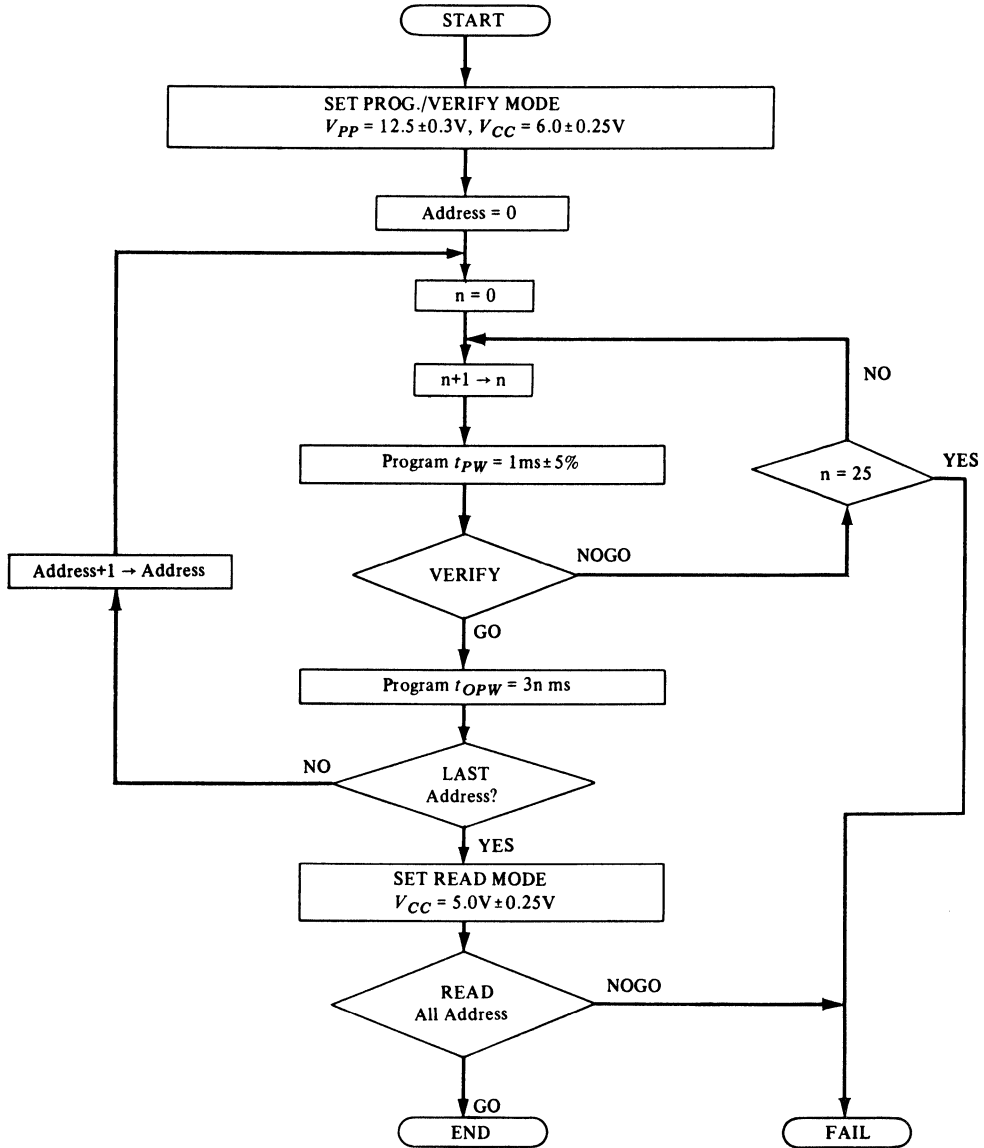 START
SET PROG./VERIFY MODE
VPP = 12.5±0.3V, VCC = 6.0±0.25V
Address = 0
n = 0
n+1 → n
NO
Program tPW = 1ms±5%
n = 25
YES
VERIFY
NOGO
Address+1 → Address
GO
Program tOPW = 3n ms
NO
LAST
Address?
YES
SET READ MODE
VCC = 5.0V±0.25V
READ
All Address
NOGO
GO
END
FAIL